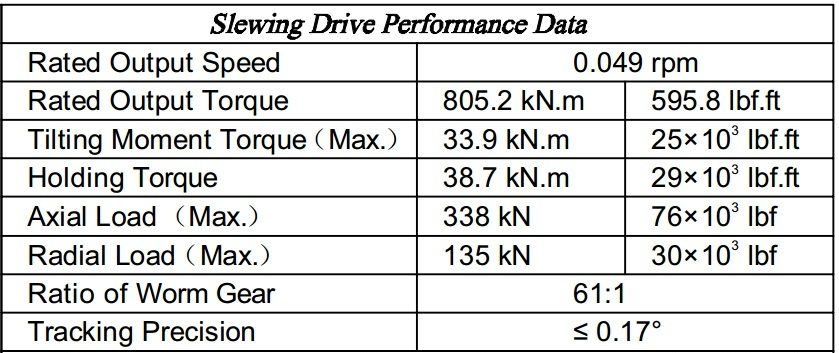 Slewing Drive Performance Data
Rated Output Speed 0.049 rpm
Rated Output Torque 805.2 kN.m 595.8 lbf.ft
Tilting Moment Torque（Max.） 33.9 kN.m 25×10³ lbf.ft
Holding Torque 38.7 kN.m 29×10³ lbf.ft
Axial Load （Max.） 338 kN 76×10³ lbf
Radial Load（Max.） 135 kN 30×10³ lbf
Ratio of Worm Gear 61:1
Tracking Precision ≤ 0.17°